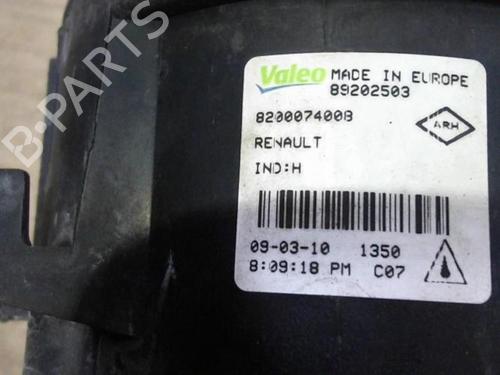 B-PARTS
Valeo MADE IN EUROPE
89202503
8200074008
RENAULT
ARH
IND:H
09-03-10 1350
8:09:18 PM C07